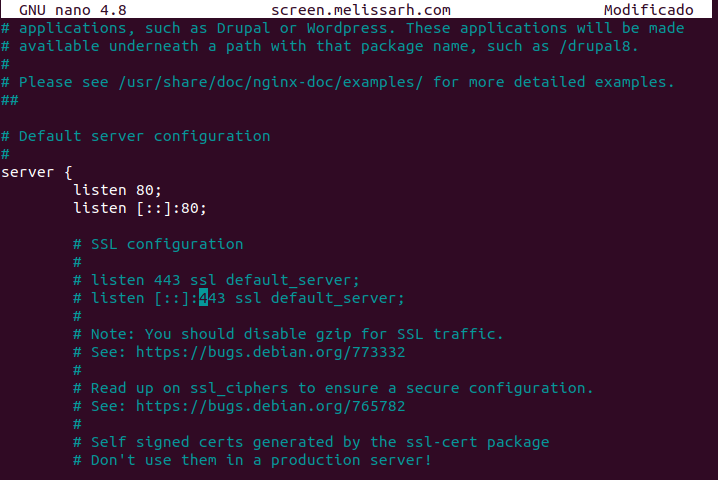 GNU nano 4.8 screen.melissarh.com Modificado
# applications, such as Drupal or Wordpress. These applications will be made
# available underneath a path with that package name, such as /drupal8.
#
# Please see /usr/share/doc/nginx-doc/examples/ for more detailed examples.
##
# Default server configuration
#
server {
listen 80;
listen [::]:80;
# SSL configuration
#
# listen 443 ssl default_server;
# listen [::]:443 ssl default_server;
#
# Note: You should disable gzip for SSL traffic.
# See: https://bugs.debian.org/773332
#
# Read up on ssl_ciphers to ensure a secure configuration.
# See: https://bugs.debian.org/765782
#
# Self signed certs generated by the ssl-cert package
# Don't use them in a production server!